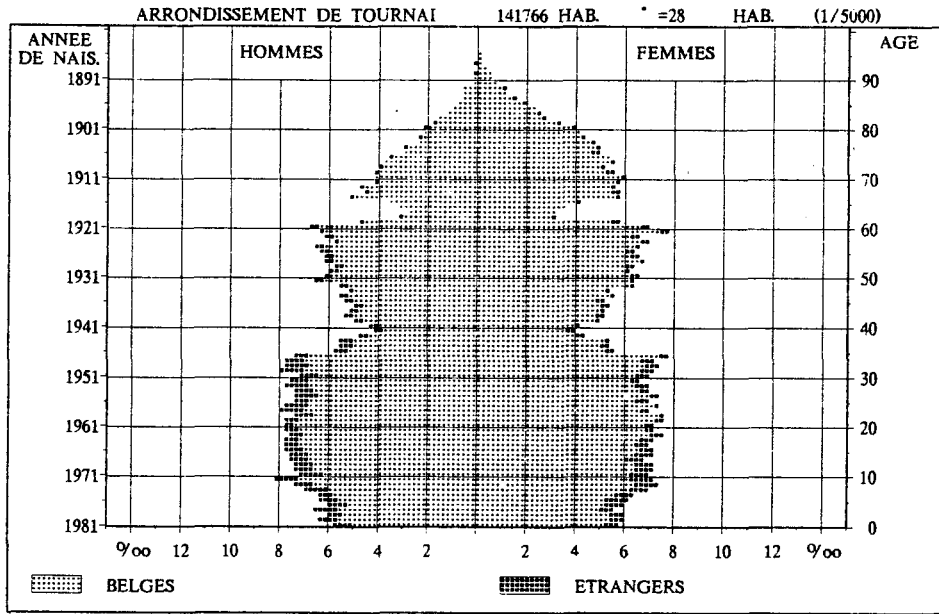 ARRONDISSEMENT DE TOURNAI 141766 HAB. * =28 HAB. (1/5000)
ANNEE DE NAIS. HOMMES FEMMES AGE
1891 90
1901 80
1911 70
1921 60
1931 50
1941 40
1951 30
1961 20
1971 10
1981 0
%oo 12 10 8 6 4 2 2 4 6 8 10 12 %oo
BELGES ETRANGERS